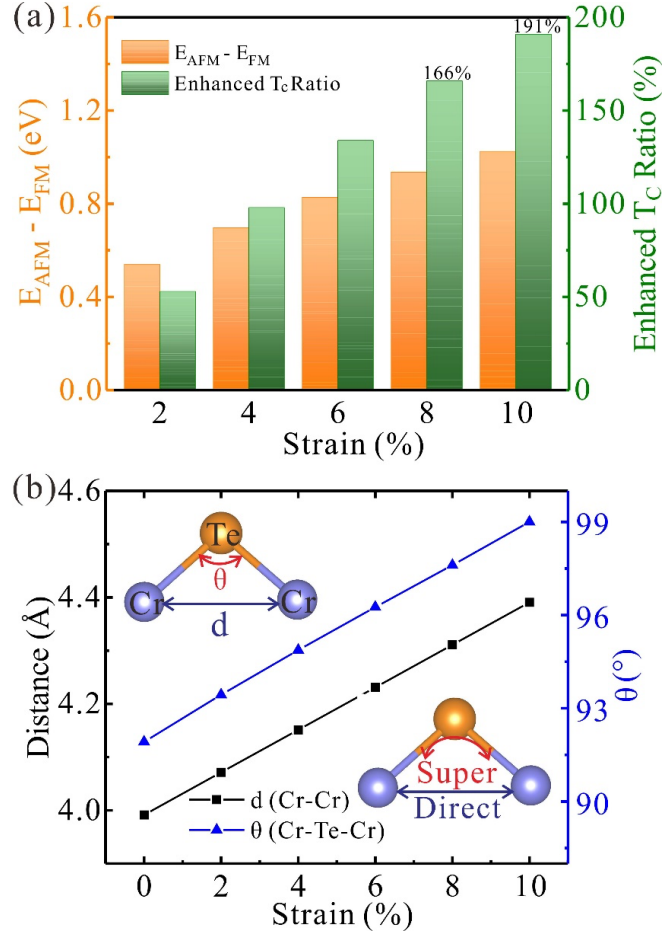 (a)
1.6
1.2
0.8
0.4
0.0
E_AFM - E_FM (eV)
E_AFM - E_FM
Enhanced T_c Ratio
166%
191%
200
150
100
50
0
Enhanced T_C Ratio (%)
2 4 6 8 10
Strain (%)
(b)
4.6
4.4
4.2
4.0
Distance (Å)
Te
θ
Cr Cr
d
Super
Direct
d (Cr-Cr)
θ (Cr-Te-Cr)
99
96
93
90
θ (°)
0 2 4 6 8 10
Strain (%)